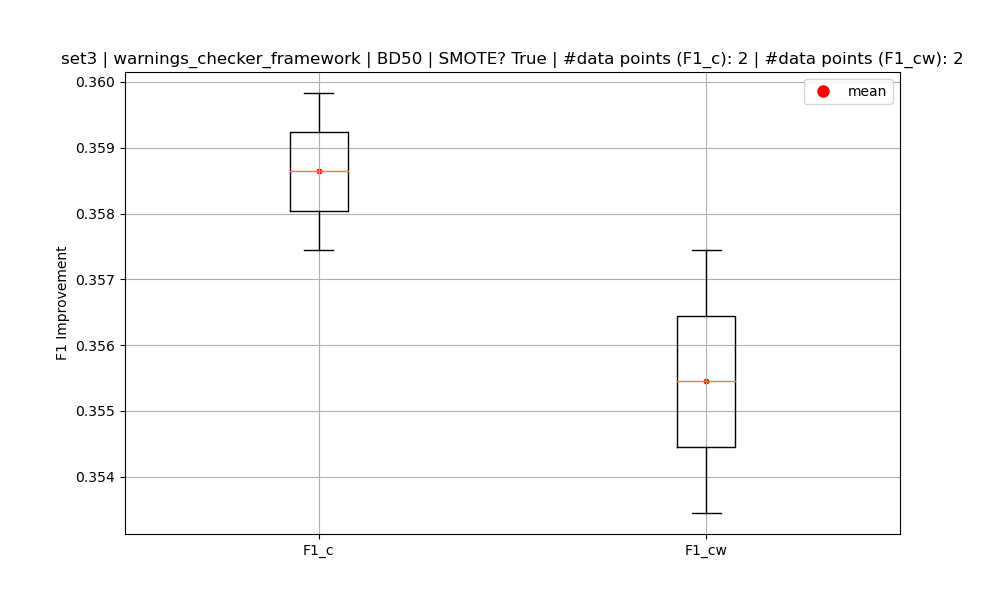 set3 | warnings_checker_framework | BD50 | SMOTE? True | #data points (F1_c): 2 | #data points (F1_cw): 2
mean
0.360
0.359
0.358
0.357
0.356
0.355
0.354
F1 Improvement
F1_c
F1_cw